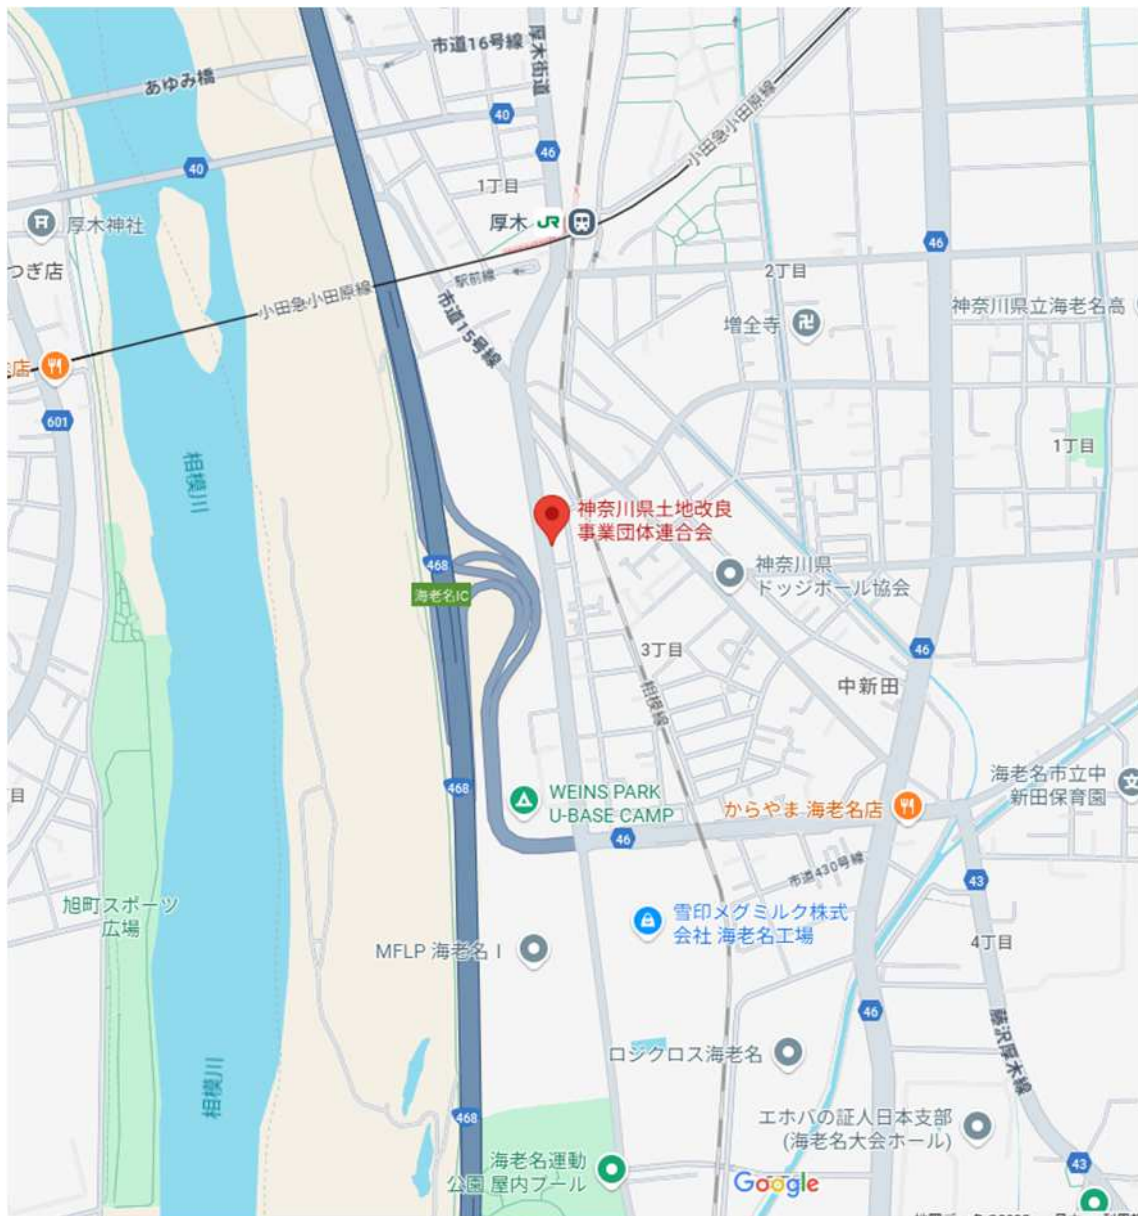 市道16号線
厚木街道
あゆみ橋
40
46
40
小田急小田原線
1丁目
厚木
JR
厚木神社
46
つぎ店
駅前線
2丁目
小田急小田原線
市道15号線
増全寺
神奈川県立海老名高
店
601
1丁目
相模川
神奈川県土地改良
事業団体連合会
468
海老名IC
神奈川県
ドッジボール協会
3丁目
46
中新田
相模線
468
WEINS PARK
U-BASE CAMP
海老名市立中
新田保育園
目
からやま 海老名店
46
市道430号線
43
旭町スポーツ
広場
雪印メグミルク株式
会社 海老名工場
MFLP 海老名 I
4丁目
46
藤沢厚木線
ロジクロス海老名
相模川
468
エホバの証人日本支部
(海老名大会ホール)
海老名運動
公園 屋内プール
43
Google